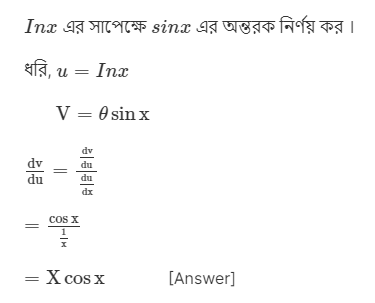 Inx এর সাপেক্ষে sinx এর অন্তরক নির্ণয় কর ।
ধরি, u = Inx
V = θ sin x
dv/du = (dv/du)/(du/dx)
= cos x/(1/x)
= X cos x [Answer]